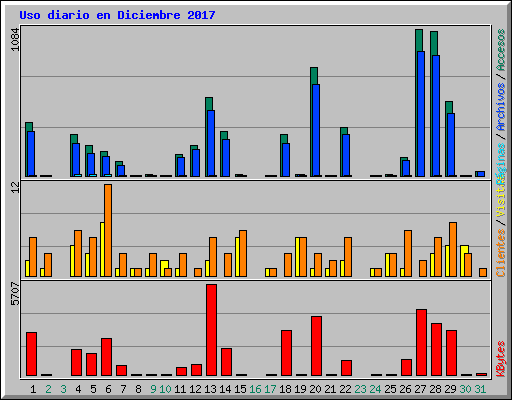 Uso diario en Diciembre 2017
1084
12
5707
Accesos
/
Archivos
/
Páginas
Visitas
/
Clientes
KBytes
1 2 3 4 5 6 7 8 9 10 11 12 13 14 15 16 17 18 19 20 21 22 23 24 25 26 27 28 29 30 31